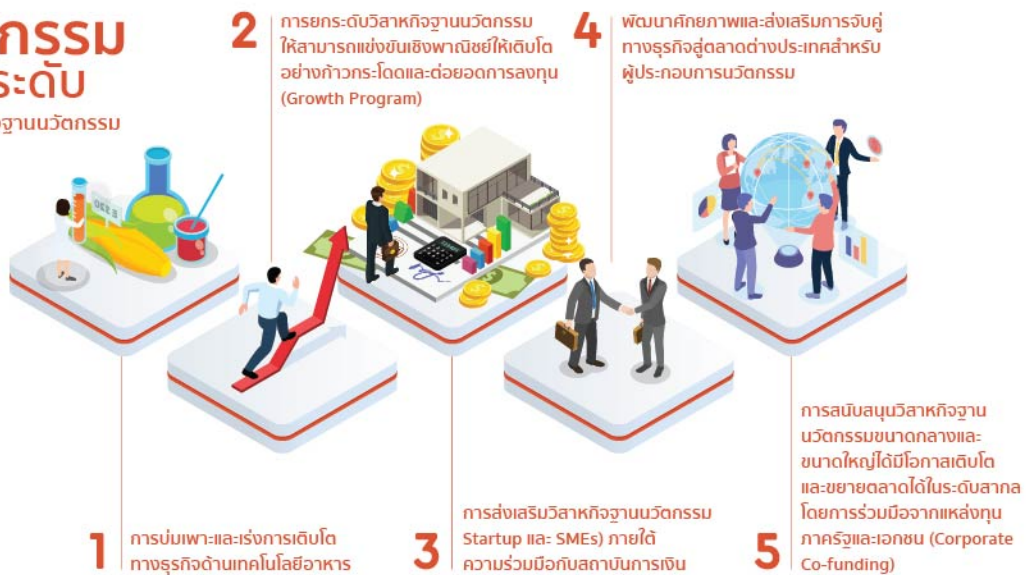 กรรม
ระดับ
จฐานนวัตกรรม
2
การยกระดับวิสาหกิจฐานนวัตกรรม
ให้สามารถแข่งขันเชิงพาณิชย์ให้เติบโต
อย่างก้าวกระโดดและต่อยอดการลงทุน
(Growth Program)
4
พัฒนาศักยภาพและส่งเสริมการจับคู่
ทางธุรกิจสู่ตลาดต่างประเทศสำหรับ
ผู้ประกอบการนวัตกรรม
1
การบ่มเพาะและเร่งการเติบโต
ทางธุรกิจด้านเทคโนโลยีอาหาร
3
การส่งเสริมวิสาหกิจฐานนวัตกรรม
Startup และ SMEs) ภายใต้
ความร่วมมือกับสถาบันการเงิน
5
การสนับสนุนวิสาหกิจฐาน
นวัตกรรมขนาดกลางและ
ขนาดใหญ่ได้มีโอกาสเติบโต
และขยายตลาดได้ในระดับสากล
โดยการร่วมมือจากแหล่งทุน
ภาครัฐและเอกชน (Corporate
Co-funding)